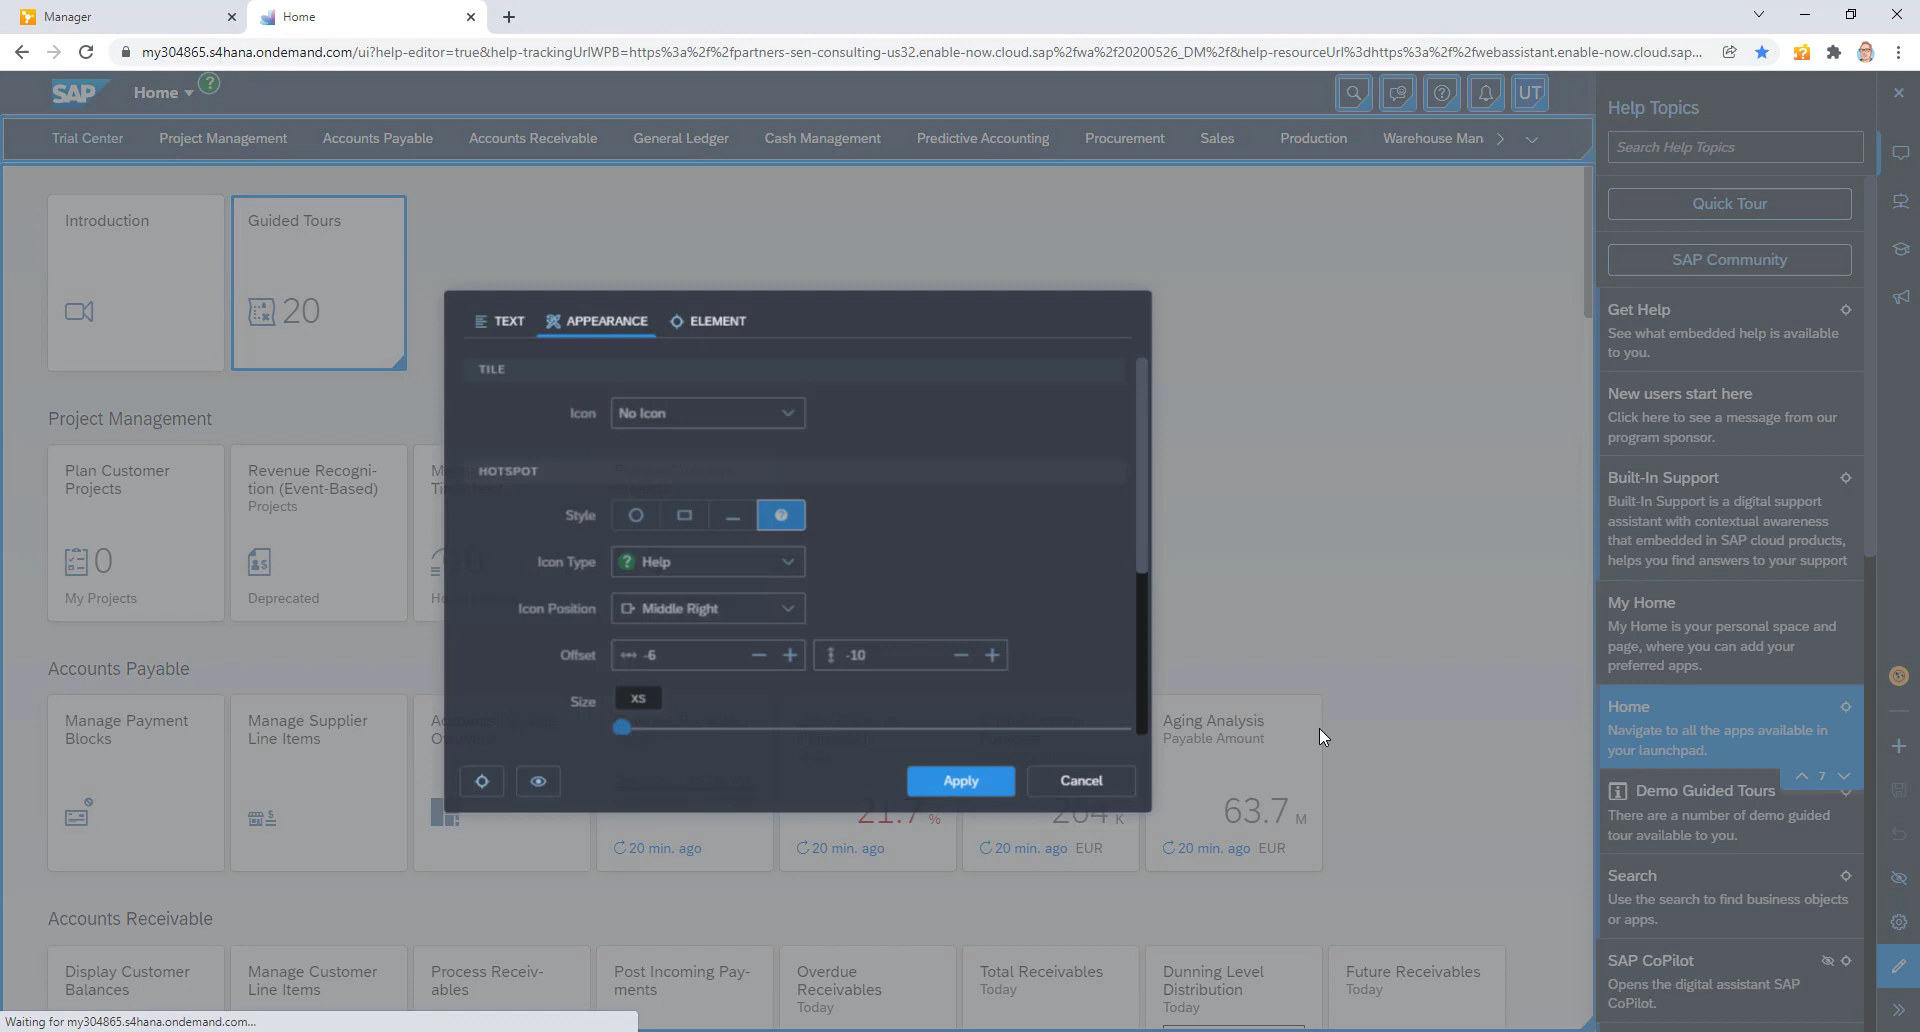 Manager
Home
my304865.s4hana.ondemand.com/ui?help-editor=true&help-trackingUrlWPB=https%3a%2f%2fpartners-sen-consulting-us32.enable-now.cloud.sap%2fwa%2f20200526_DM%2f&help-resourceUrl%3dhttps%3a%2f%2fwebassistant.enable-now.cloud.sap...
SAP
Home
?
UT
Trial Center
Project Management
Accounts Payable
Accounts Receivable
General Ledger
Cash Management
Predictive Accounting
Procurement
Sales
Production
Warehouse Man
Introduction
Guided Tours
20
Project Management
Plan Customer
Projects
0
My Projects
Revenue Recogni-
tion (Event-Based)
Projects
Deprecated
TEXT
APPEARANCE
ELEMENT
TILE
Icon
No Icon
HOTSPOT
Style
?
Icon Type
? Help
Icon Position
Middle Right
Offset
-6
-10
Size
XS
Apply
Cancel
Accounts Payable
Manage Payment
Blocks
Manage Supplier
Line Items
20 min. ago
21.7 %
20 min. ago
264 K
20 min. ago EUR
Aging Analysis
Payable Amount
63.7 M
20 min. ago EUR
Accounts Receivable
Display Customer
Balances
Manage Customer
Line Items
Process Receiv-
ables
Post Incoming Pay-
ments
Overdue
Receivables
Today
Total Receivables
Today
Dunning Level
Distribution
Today
Future Receivables
Today
Waiting for my304865.s4hana.ondemand.com...
Help Topics
Search Help Topics
Quick Tour
SAP Community
Get Help
See what embedded help is available
to you.
New users start here
Click here to see a message from our
program sponsor.
Built-In Support
Built-In Support is a digital support
assistant with contextual awareness
that embedded in SAP cloud products,
helps you find answers to your support
My Home
My Home is your personal space and
page, where you can add your
preferred apps.
Home
Navigate to all the apps available in
your launchpad.
7
Demo Guided Tours
There are a number of demo guided
tour available to you.
Search
Use the search to find business objects
or apps.
SAP CoPilot
Opens the digital assistant SAP
CoPilot.